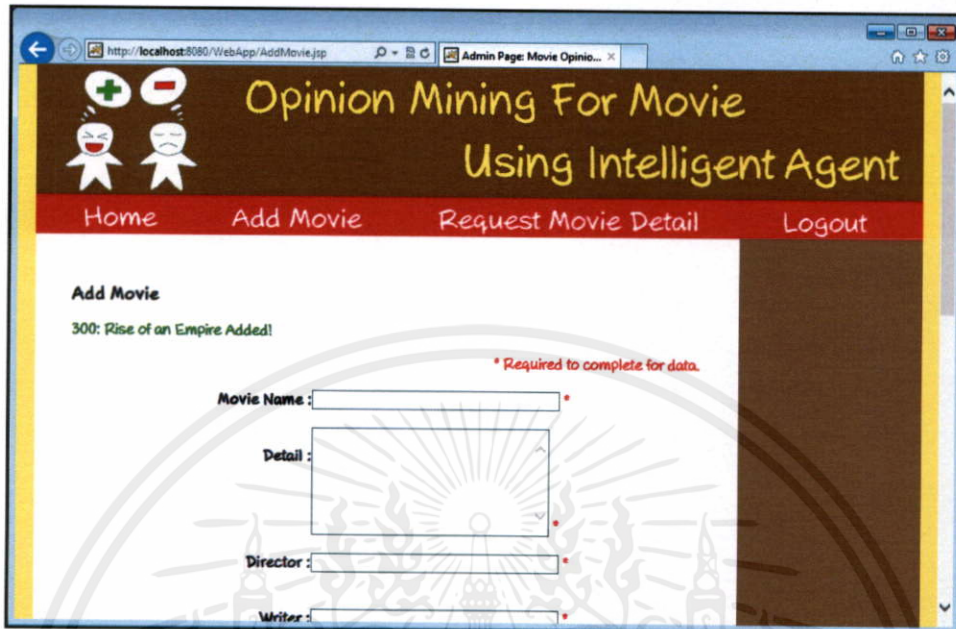 http://localhost:8080/WebApp/AddMovie.jsp
Admin Page: Movie Opinio...
Opinion Mining For Movie
Using Intelligent Agent
Home Add Movie Request Movie Detail Logout
Add Movie
300: Rise of an Empire Added!
* Required to complete for data.
Movie Name : *
Detail : *
Director : *
Writer :